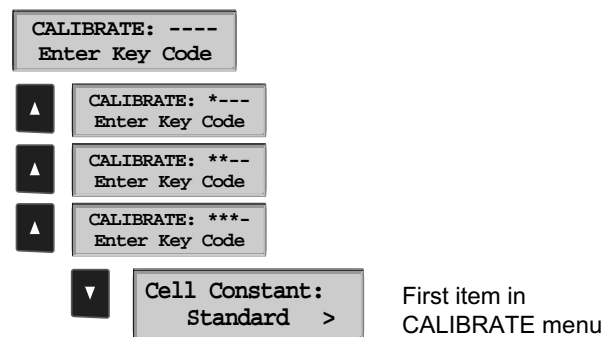 CALIBRATE: ----
Enter Key Code
CALIBRATE: *---
Enter Key Code
CALIBRATE: **--
Enter Key Code
CALIBRATE: ***-
Enter Key Code
Cell Constant:
Standard >
First item in
CALIBRATE menu